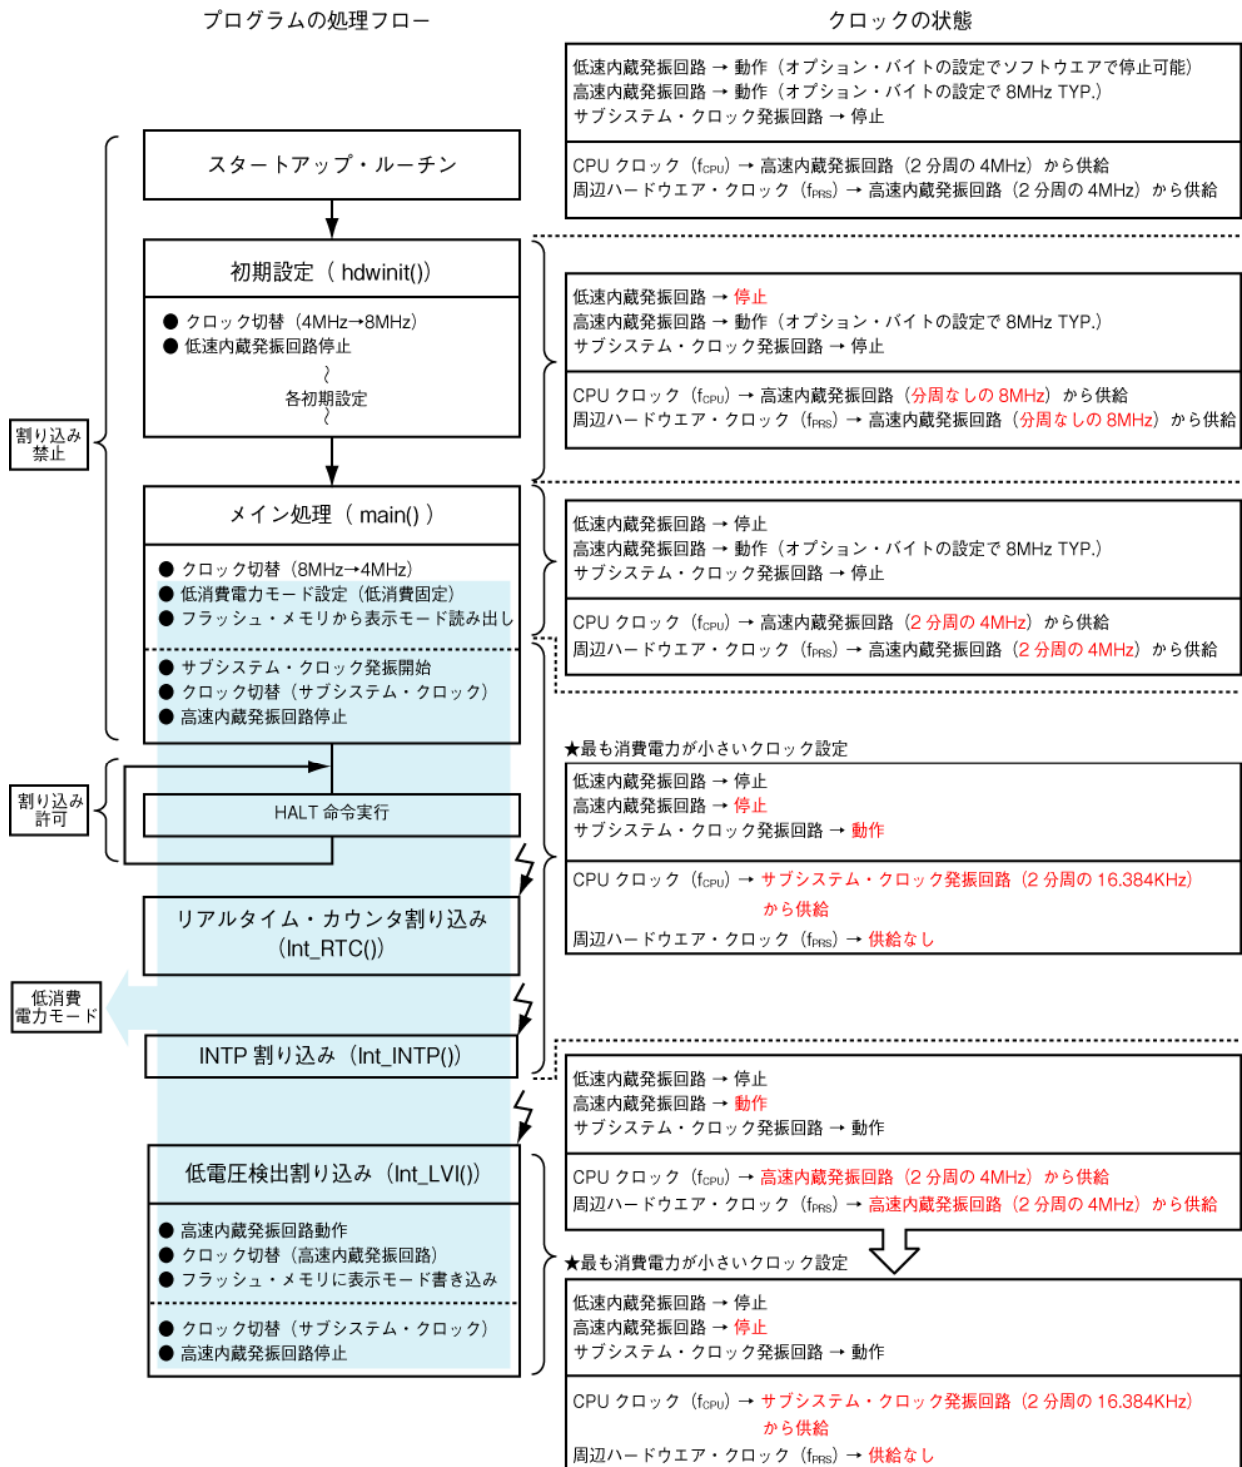 プログラムの処理フロー
クロックの状態
低速内蔵発振回路 → 動作（オプション・バイトの設定でソフトウエアで停止可能）
高速内蔵発振回路 → 動作（オプション・バイトの設定で 8MHz TYP.）
サブシステム・クロック発振回路 → 停止
CPU クロック（fCPU）→ 高速内蔵発振回路（2 分周の 4MHz）から供給
周辺ハードウエア・クロック（fPRS）→ 高速内蔵発振回路（2 分周の 4MHz）から供給
スタートアップ・ルーチン
初期設定（ hdwinit()）
● クロック切替（4MHz→8MHz）
● 低速内蔵発振回路停止
〜
各初期設定
〜
低速内蔵発振回路 → 停止
高速内蔵発振回路 → 動作（オプション・バイトの設定で 8MHz TYP.）
サブシステム・クロック発振回路 → 停止
CPU クロック（fCPU）→ 高速内蔵発振回路（分周なしの 8MHz）から供給
周辺ハードウエア・クロック（fPRS）→ 高速内蔵発振回路（分周なしの 8MHz）から供給
割り込み
禁止
メイン処理（ main() ）
● クロック切替（8MHz→4MHz）
● 低消費電力モード設定（低消費固定）
● フラッシュ・メモリから表示モード読み出し
● サブシステム・クロック発振開始
● クロック切替（サブシステム・クロック）
● 高速内蔵発振回路停止
低速内蔵発振回路 → 停止
高速内蔵発振回路 → 動作（オプション・バイトの設定で 8MHz TYP.）
サブシステム・クロック発振回路 → 停止
CPU クロック（fCPU）→ 高速内蔵発振回路（2 分周の 4MHz）から供給
周辺ハードウエア・クロック（fPRS）→ 高速内蔵発振回路（2 分周の 4MHz）から供給
割り込み
許可
HALT 命令実行
★最も消費電力が小さいクロック設定
低速内蔵発振回路 → 停止
高速内蔵発振回路 → 停止
サブシステム・クロック発振回路 → 動作
CPU クロック（fCPU）→ サブシステム・クロック発振回路（2 分周の 16.384KHz）
から供給
周辺ハードウエア・クロック（fPRS）→ 供給なし
リアルタイム・カウンタ割り込み
（Int_RTC()）
低消費
電力モード
INTP 割り込み（Int_INTP()）
低速内蔵発振回路 → 停止
高速内蔵発振回路 → 動作
サブシステム・クロック発振回路 → 動作
CPU クロック（fCPU）→ 高速内蔵発振回路（2 分周の 4MHz）から供給
周辺ハードウエア・クロック（fPRS）→ 高速内蔵発振回路（2 分周の 4MHz）から供給
低電圧検出割り込み（Int_LVI()）
● 高速内蔵発振回路動作
● クロック切替（高速内蔵発振回路）
● フラッシュ・メモリに表示モード書き込み
● クロック切替（サブシステム・クロック）
● 高速内蔵発振回路停止
★最も消費電力が小さいクロック設定
低速内蔵発振回路 → 停止
高速内蔵発振回路 → 停止
サブシステム・クロック発振回路 → 動作
CPU クロック（fCPU）→ サブシステム・クロック発振回路（2 分周の 16.384KHz）
から供給
周辺ハードウエア・クロック（fPRS）→ 供給なし